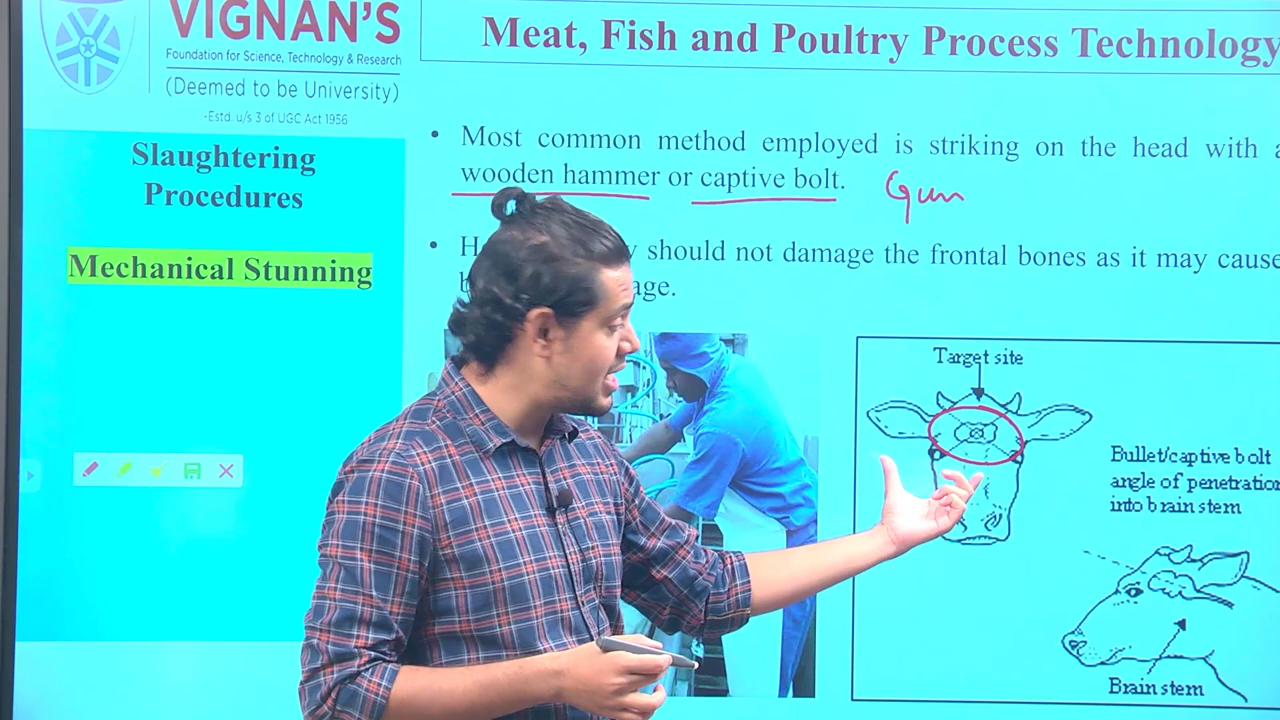 VIGNAN'S
Foundation for Science, Technology & Research
(Deemed to be University)
-Estd. u/s 3 of UGC Act 1956
Meat, Fish and Poultry Process Technology
Slaughtering
Procedures
Mechanical Stunning
• Most common method employed is striking on the head with a
wooden hammer or captive bolt. Gun
• should not damage the frontal bones as it may cause
Target site
Bullet/captive bolt
angle of penetration
into brain stem
Brain stem